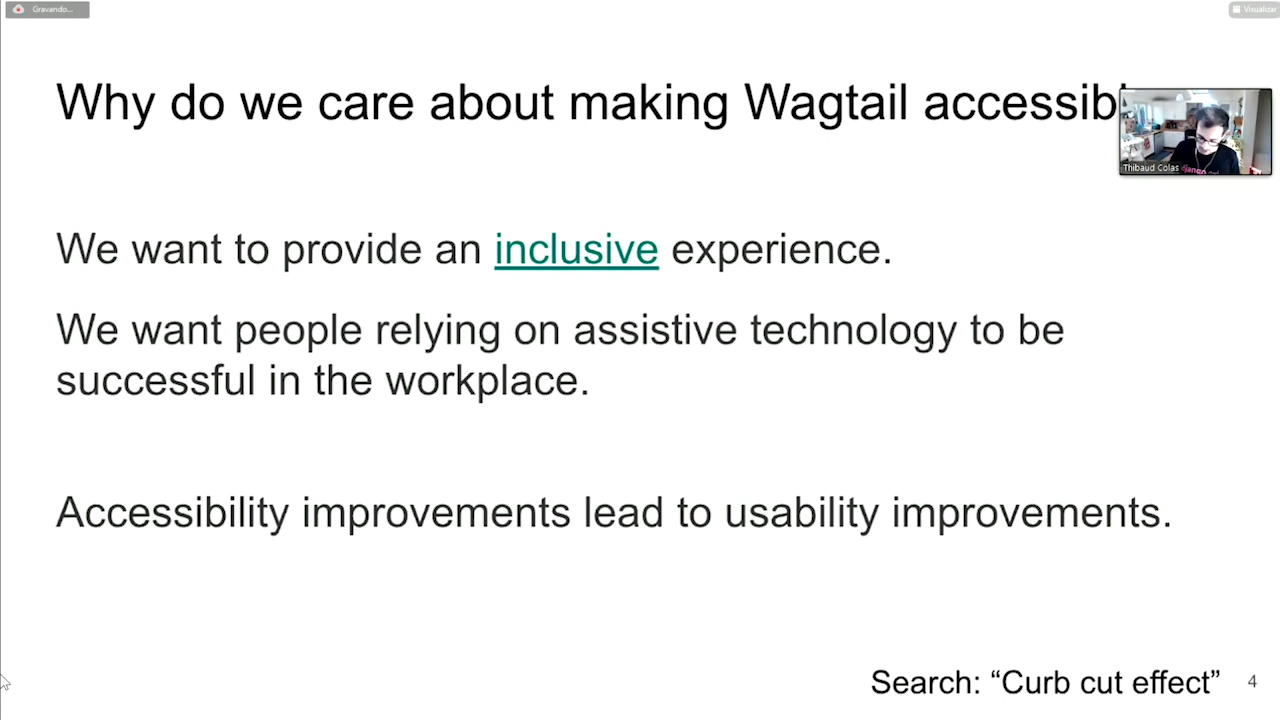 Gravando...
Visualizar
Why do we care about making Wagtail accessib
Thibaud Colas
django
We want to provide an inclusive experience.
We want people relying on assistive technology to be
successful in the workplace.
Accessibility improvements lead to usability improvements.
Search: “Curb cut effect”
4